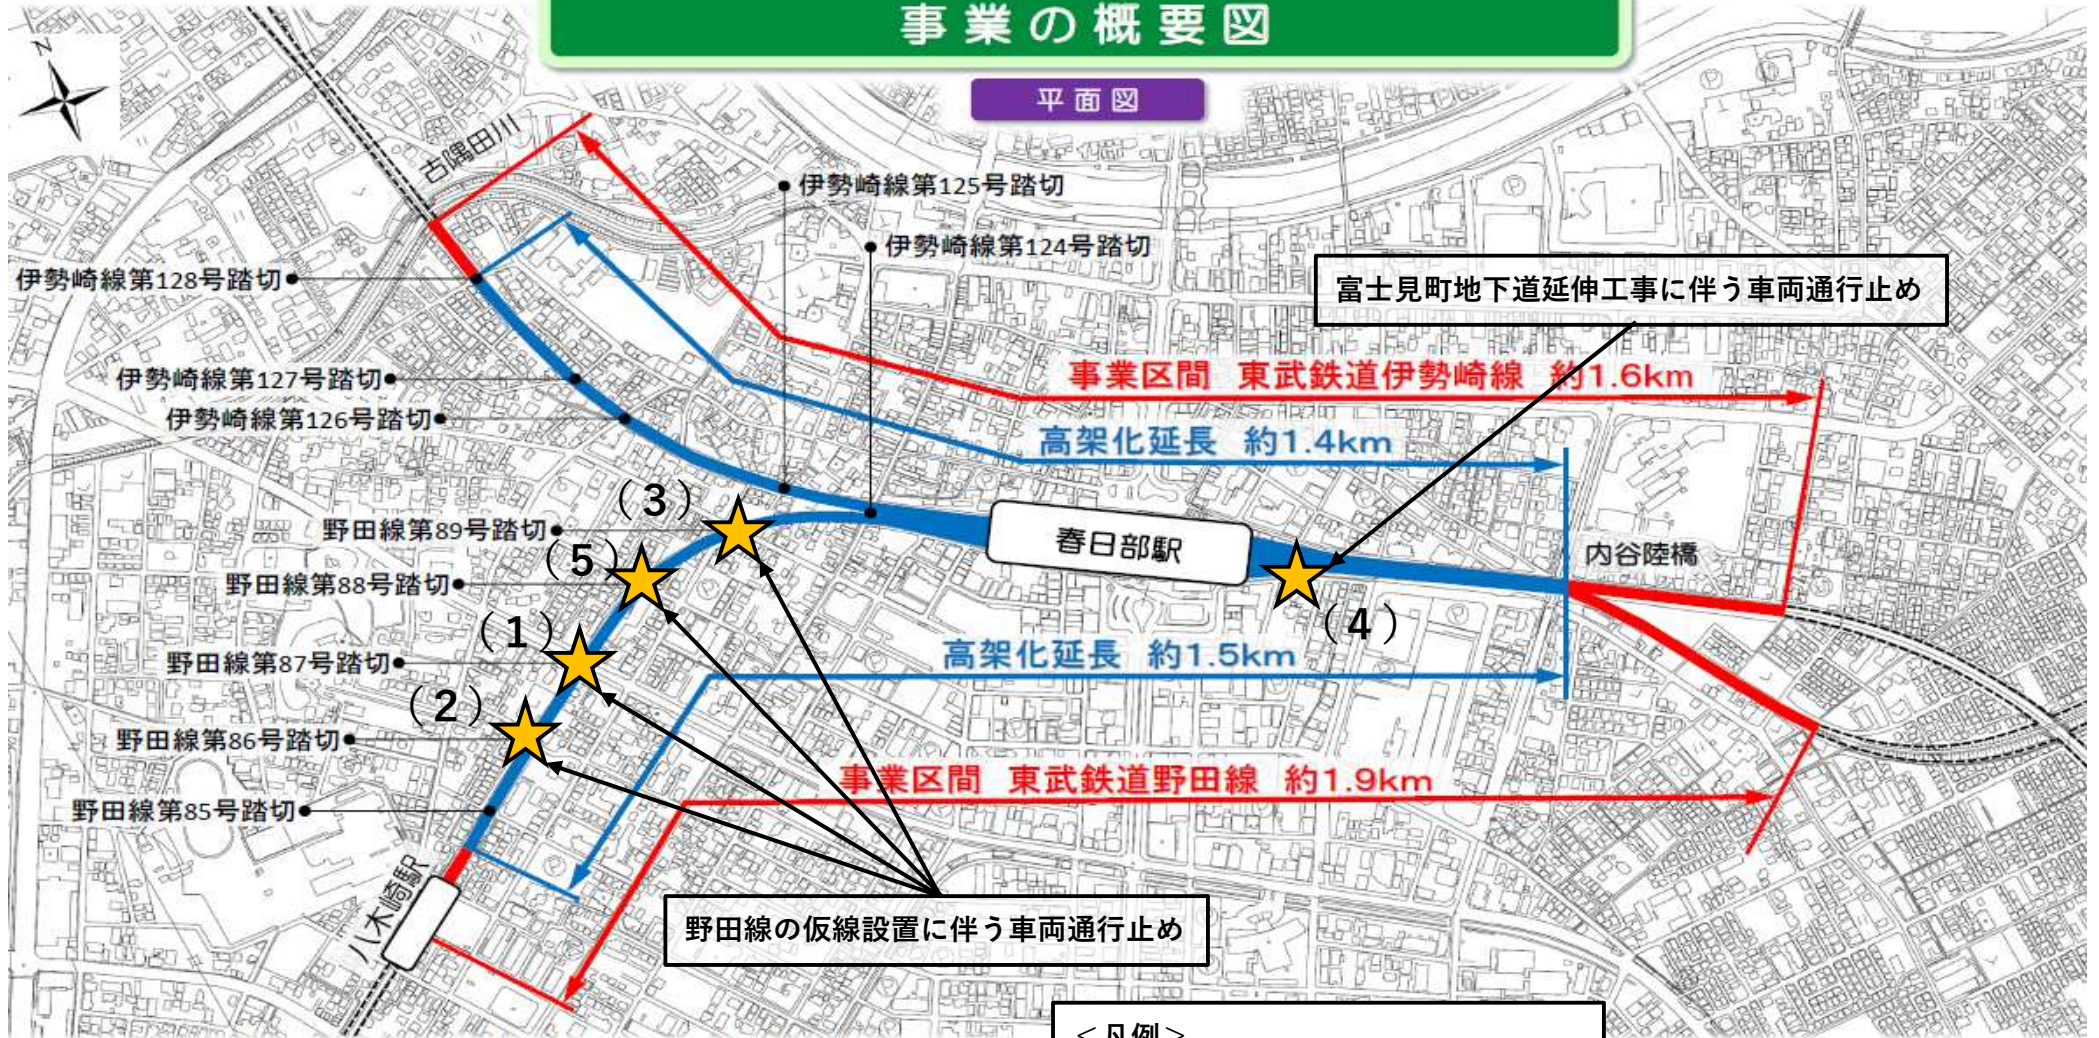 事業の概要図
平面図
N
古隅田川
伊勢崎線第125号踏切
伊勢崎線第124号踏切
伊勢崎線第128号踏切
富士見町地下道延伸工事に伴う車両通行止め
伊勢崎線第127号踏切
事業区間 東武鉄道伊勢崎線 約1.6km
伊勢崎線第126号踏切
高架化延長 約1.4km
(3)
野田線第89号踏切
春日部駅
内谷陸橋
(5)
野田線第88号踏切
(4)
(1)
野田線第87号踏切
高架化延長 約1.5km
(2)
野田線第86号踏切
事業区間 東武鉄道野田線 約1.9km
野田線第85号踏切
八木崎駅
野田線の仮線設置に伴う車両通行止め
<凡例>